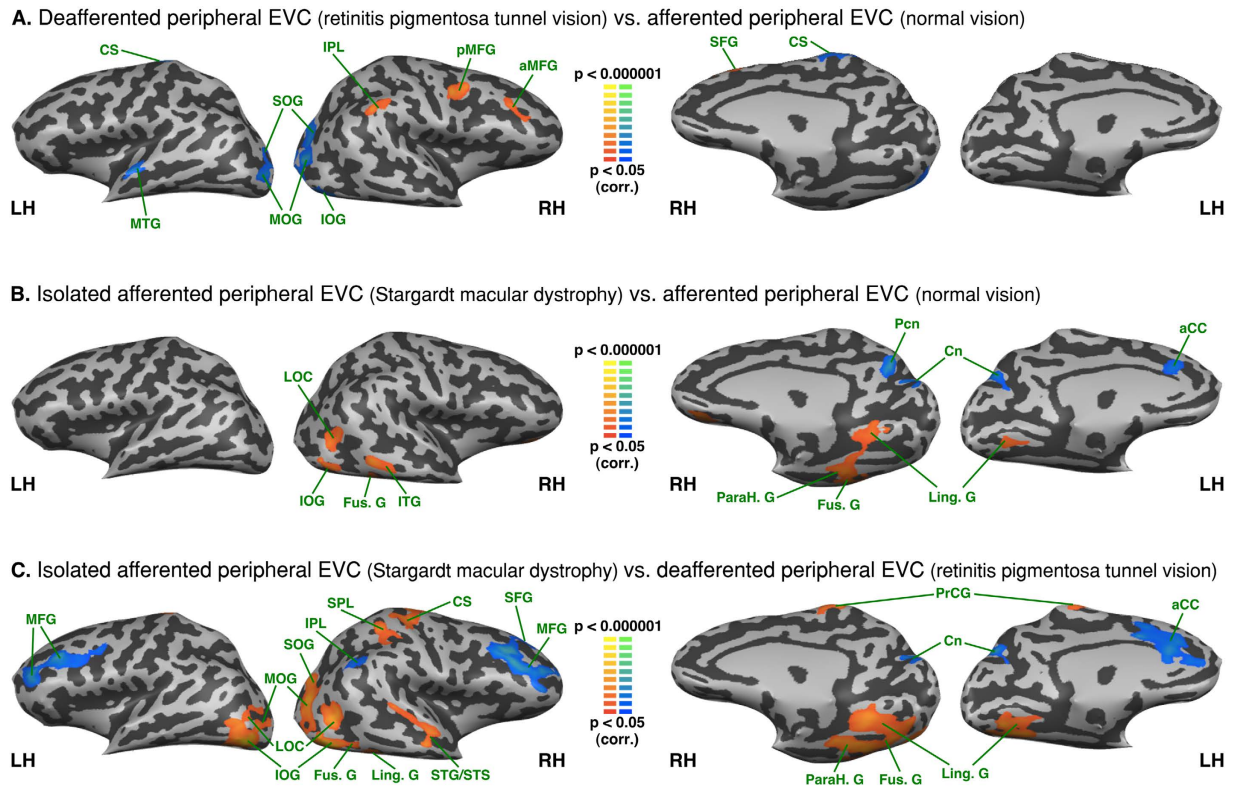 A. Deafferented peripheral EVC (retinitis pigmentosa tunnel vision) vs. afferented peripheral EVC (normal vision)
CS
IPL
pMFG
aMFG
SOG
MTG
MOG
IOG
LH
RH
p < 0.000001
p < 0.05
(corr.)
SFG
CS
RH
LH
B. Isolated afferented peripheral EVC (Stargardt macular dystrophy) vs. afferented peripheral EVC (normal vision)
LOC
IOG
Fus. G
ITG
LH
RH
p < 0.000001
p < 0.05
(corr.)
Pcn
Cn
aCC
ParaH. G
Fus. G
Ling. G
RH
LH
C. Isolated afferented peripheral EVC (Stargardt macular dystrophy) vs. deafferented peripheral EVC (retinitis pigmentosa tunnel vision)
MFG
SPL
CS
SFG
IPL
MFG
SOG
MOG
LOC
IOG
Fus. G
Ling. G
STG/STS
LH
RH
p < 0.000001
p < 0.05
(corr.)
PrCG
aCC
Cn
ParaH. G
Fus. G
Ling. G
RH
LH